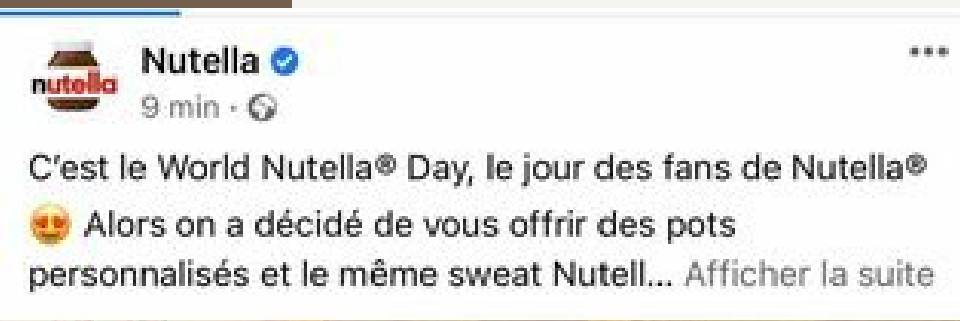 nutella
Nutella
9 min ·
C'est le World Nutella® Day, le jour des fans de Nutella®
😍 Alors on a décidé de vous offrir des pots
personnalisés et le même sweat Nutell... Afficher la suite